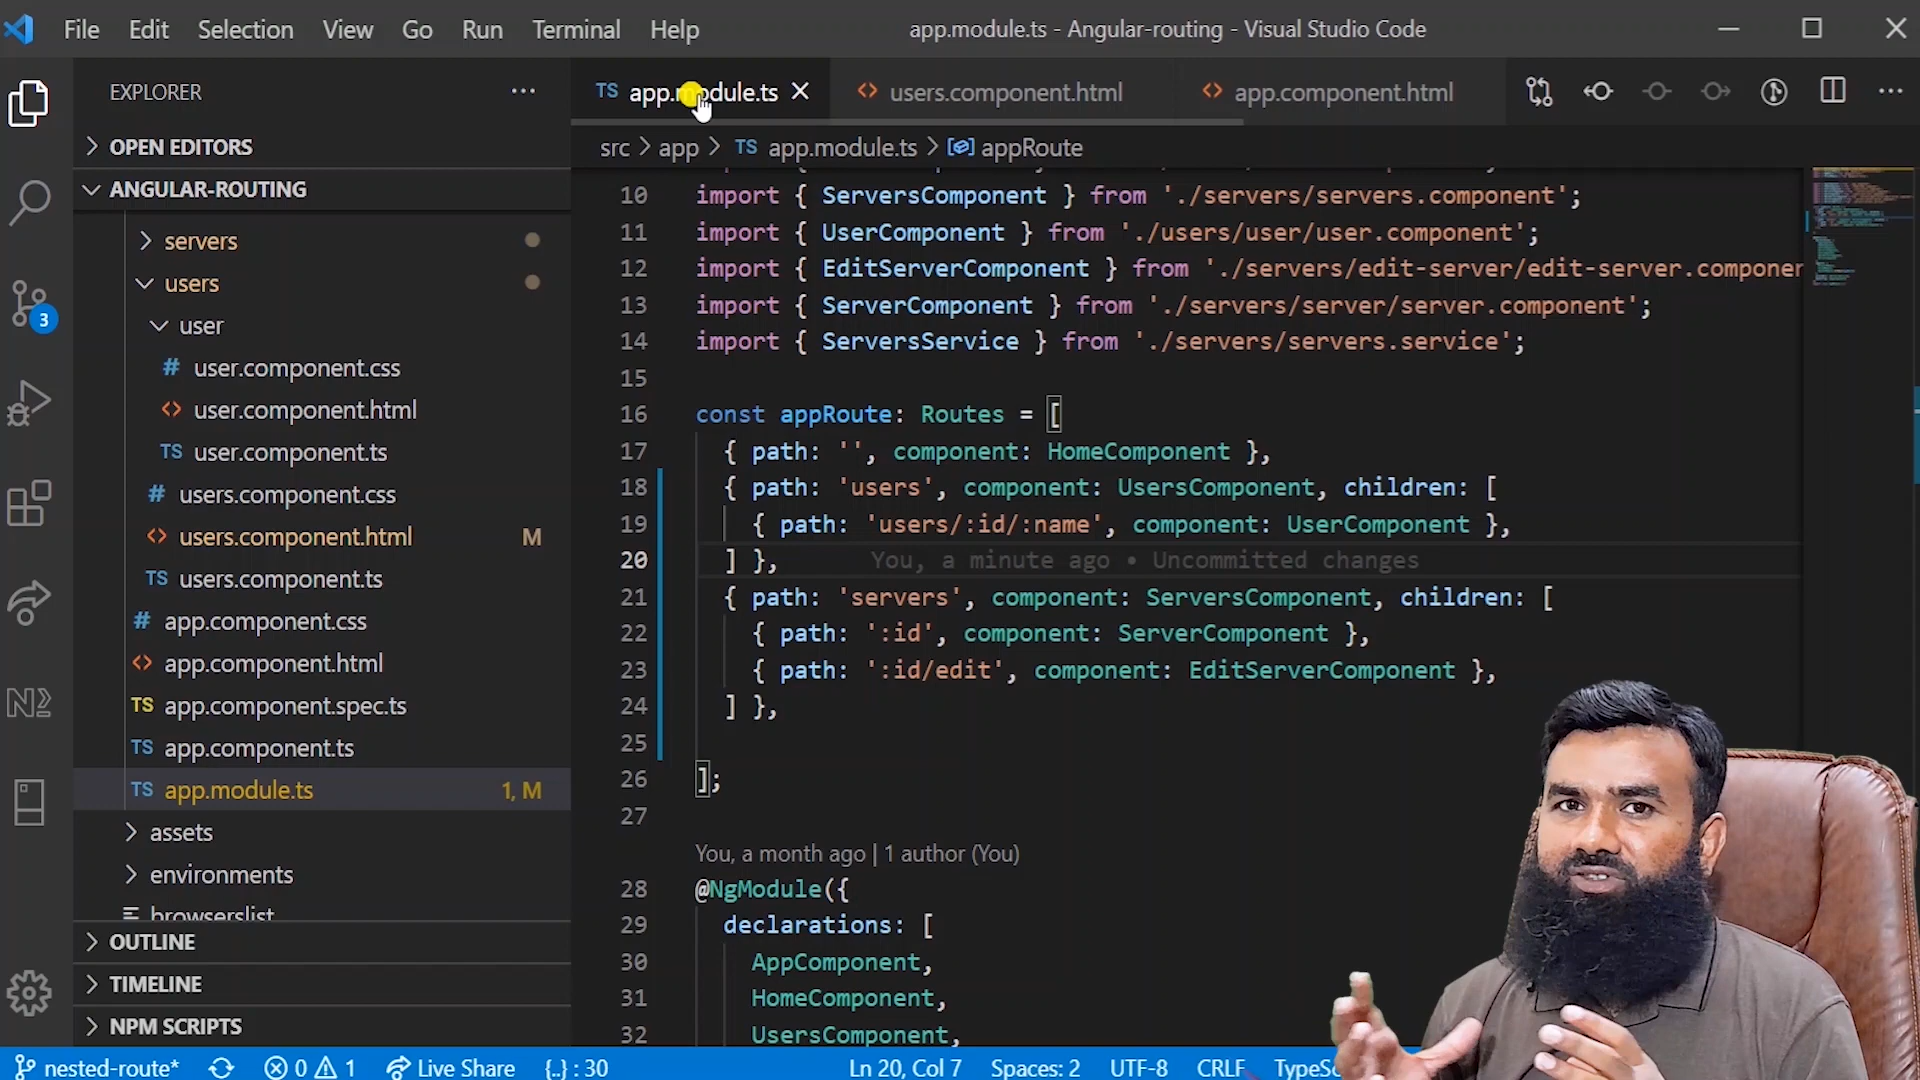 File Edit Selection View Go Run Terminal Help app.module.ts - Angular-routing - Visual Studio Code
EXPLORER ···
OPEN EDITORS
ANGULAR-ROUTING
servers
users
user
# user.component.css
<> user.component.html
TS user.component.ts
# users.component.css
<> users.component.html M
TS users.component.ts
# app.component.css
<> app.component.html
TS app.component.spec.ts
TS app.component.ts
TS app.module.ts 1, M
assets
environments
browserslist
OUTLINE
TIMELINE
NPM SCRIPTS
3
TS app.module.ts <> users.component.html <> app.component.html
src > app > TS app.module.ts > appRoute
10 import { ServersComponent } from './servers/servers.component';
11 import { UserComponent } from './users/user/user.component';
12 import { EditServerComponent } from './servers/edit-server/edit-server.componen
13 import { ServerComponent } from './servers/server/server.component';
14 import { ServersService } from './servers/servers.service';
15
16 const appRoute: Routes = [
17 { path: '', component: HomeComponent },
18 { path: 'users', component: UsersComponent, children: [
19 { path: 'users/:id/:name', component: UserComponent },
20 ] }, You, a minute ago • Uncommitted changes
21 { path: 'servers', component: ServersComponent, children: [
22 { path: ':id', component: ServerComponent },
23 { path: ':id/edit', component: EditServerComponent },
24 ] },
25
26 ];
27
You, a month ago | 1 author (You)
28 @NgModule({
29 declarations: [
30 AppComponent,
31 HomeComponent,
32 UsersComponent,
nested-route* 0 1 Live Share {..} : 30 Ln 20, Col 7 Spaces: 2 UTF-8 CRLF